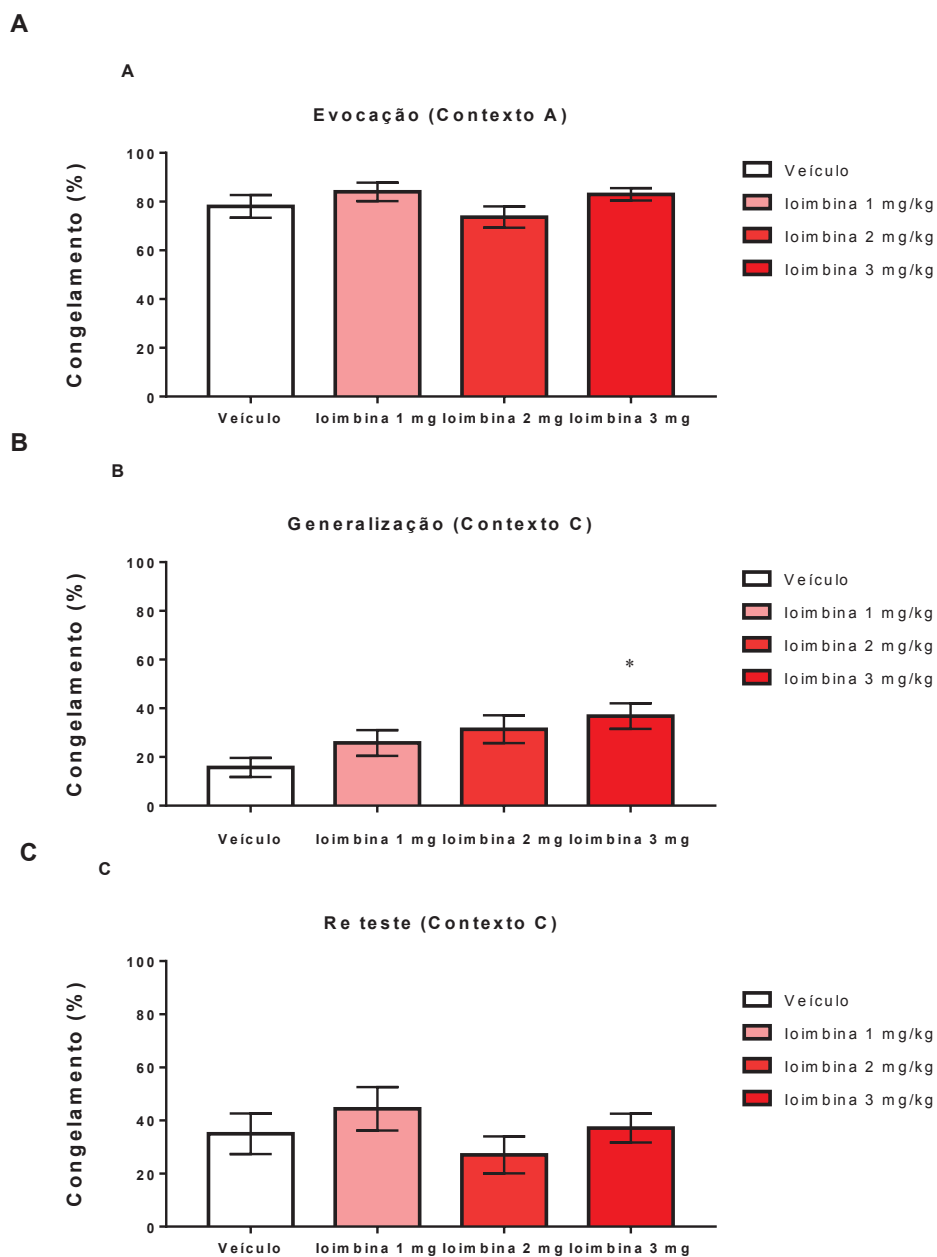 A
A
Evocação (Contexto A)
Congelamento (%)
100
80
60
40
20
0
Veículo Ioimbina 1 mg Ioimbina 2 mg Ioimbina 3 mg
Veículo
Ioimbina 1 mg/kg
Ioimbina 2 mg/kg
Ioimbina 3 mg/kg
B
B
Generalização (Contexto C)
Congelamento (%)
100
80
60
40
20
0
*
Veículo Ioimbina 1 mg Ioimbina 2 mg Ioimbina 3 mg
Veículo
Ioimbina 1 mg/kg
Ioimbina 2 mg/kg
Ioimbina 3 mg/kg
C
C
Re teste (Contexto C)
Congelamento (%)
100
80
60
40
20
0
Veículo Ioimbina 1 mg Ioimbina 2 mg Ioimbina 3 mg
Veículo
Ioimbina 1 mg/kg
Ioimbina 2 mg/kg
Ioimbina 3 mg/kg